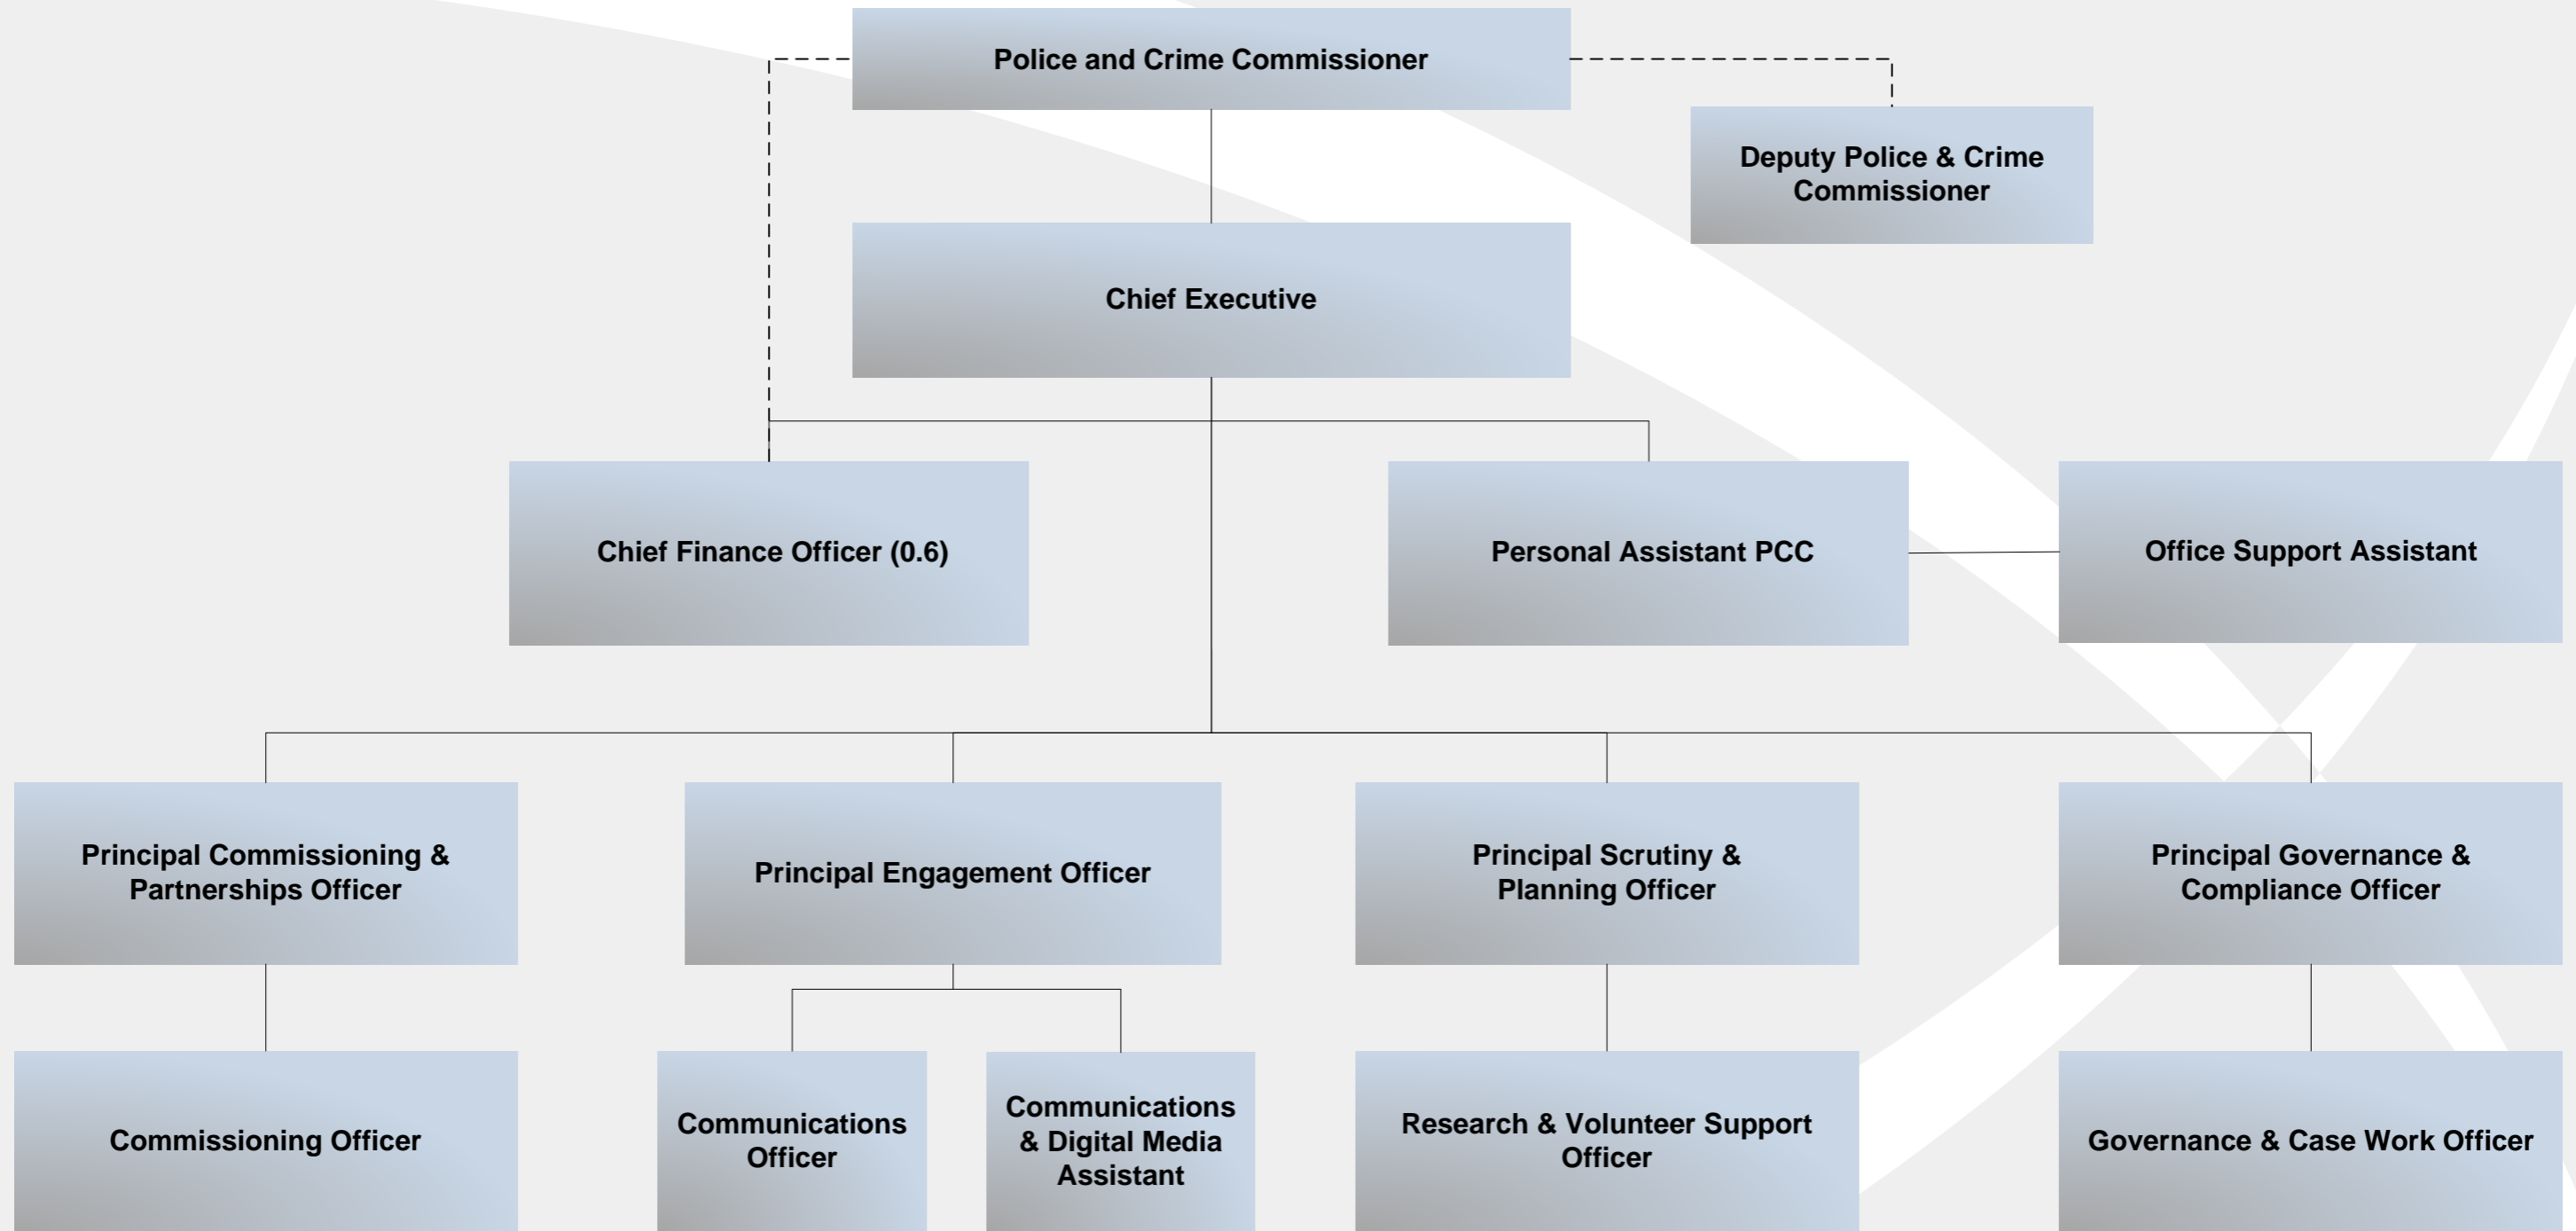 Police and Crime Commissioner
Deputy Police & Crime
Commissioner
Chief Executive
Chief Finance Officer (0.6)
Personal Assistant PCC
Office Support Assistant
Principal Commissioning &
Partnerships Officer
Principal Engagement Officer
Principal Scrutiny &
Planning Officer
Principal Governance &
Compliance Officer
Commissioning Officer
Communications
Officer
Communications
& Digital Media
Assistant
Research & Volunteer Support
Officer
Governance & Case Work Officer